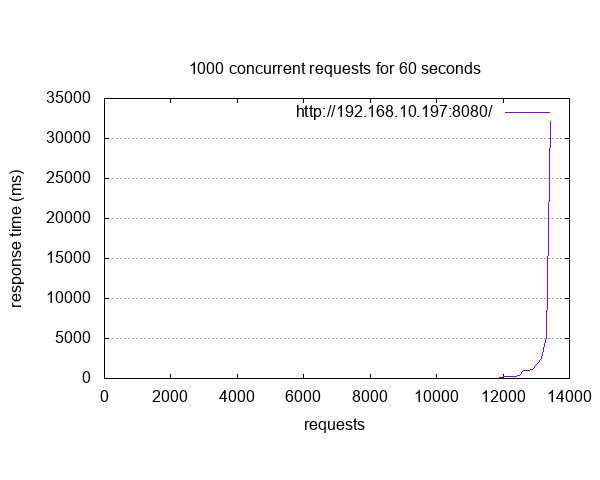 1000 concurrent requests for 60 seconds
35000
http://192.168.10.197:8080/
30000
25000
20000
response time (ms)
15000
10000
5000
0
0 2000 4000 6000 8000 10000 12000 14000
requests